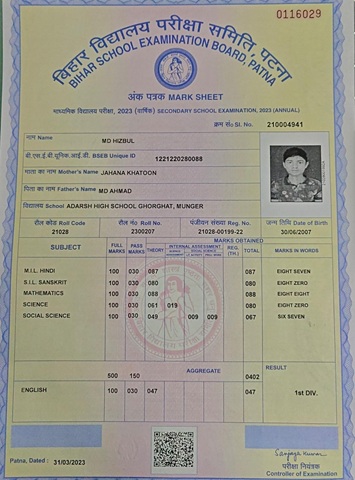 0116029
बिहार विद्यालय परीक्षा समिति, पटना
BIHAR SCHOOL EXAMINATION BOARD, PATNA
अंक पत्रक MARK SHEET
माध्यमिक विद्यालय परीक्षा, 2023 (वार्षिक) SECONDARY SCHOOL EXAMINATION, 2023 (ANNUAL)
क्रम सं० Sl. No. 210004941
नाम Name MD HIZBUL
बी.एस.ई.बी.यूनिक.आई.डी. BSEB Unique ID 1221220280088
माता का नाम Mother's Name JAHANA KHATOON
पिता का नाम Father's Name MD AHMAD
विद्यालय School ADARSH HIGH SCHOOL GHORGHAT, MUNGER
रौल कोड Roll Code रौल नं० Roll No. पंजीयन संख्या Reg. No. जन्म तिथि Date of Birth
21028 2300207 21028-00199-22 30/06/2007
MARKS OBTAINED
SUBJECT FULL MARKS PASS MARKS THEORY INTERNAL ASSESSMENT REG. (TH.) TOTAL MARKS IN WORDS
M.I.L. HINDI 100 030 087 087 EIGHT SEVEN
S.I.L. SANSKRIT 100 030 080 080 EIGHT ZERO
MATHEMATICS 100 030 088 088 EIGHT EIGHT
SCIENCE 100 030 061 019 080 EIGHT ZERO
SOCIAL SCIENCE 100 030 049 009 009 067 SIX SEVEN
500 150 AGGREGATE 0402 RESULT
ENGLISH 100 030 047 047 1st DIV.
Patna, Dated : 31/03/2023
Sanjay Kumar
परीक्षा नियंत्रक
Controller of Examination